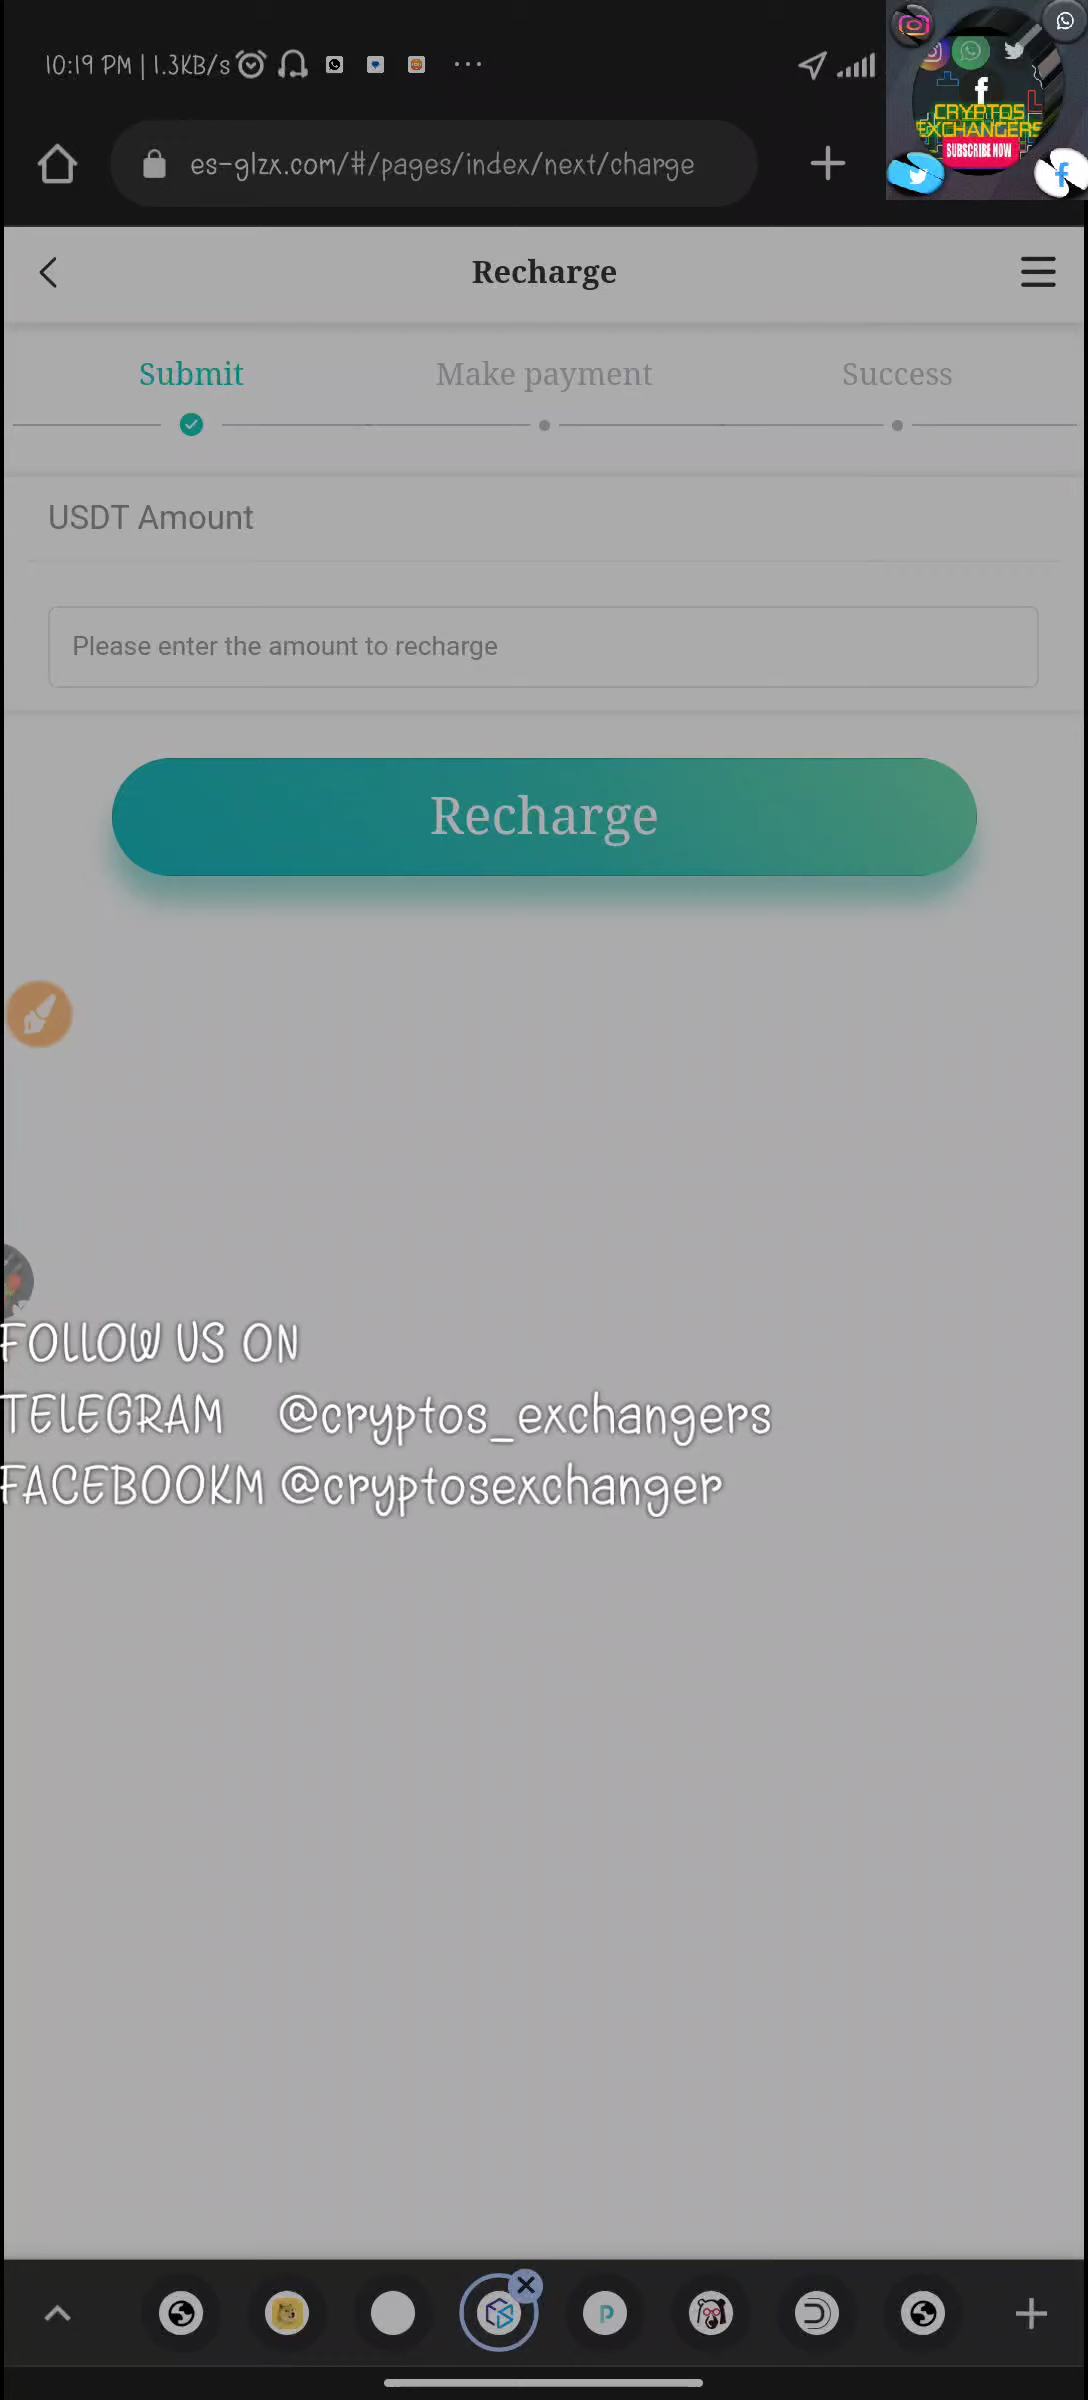 10:19 PM | 1.3KB/s
CRYPTOS
EXCHANGERS
SUBSCRIBE NOW
es-glzx.com/#/pages/index/next/charge
Recharge
Submit
Make payment
Success
USDT Amount
Please enter the amount to recharge
Recharge
FOLLOW US ON
TELEGRAM @cryptos_exchangers
FACEBOOKM @cryptosexchanger